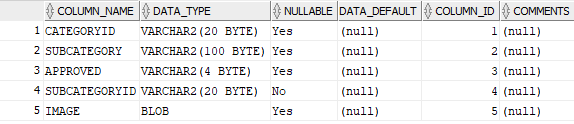 COLUMN_NAME DATA_TYPE NULLABLE DATA_DEFAULT COLUMN_ID COMMENTS
1 CATEGORYID VARCHAR2(20 BYTE) Yes (null) 1 (null)
2 SUBCATEGORY VARCHAR2(100 BYTE) Yes (null) 2 (null)
3 APPROVED VARCHAR2(4 BYTE) Yes (null) 3 (null)
4 SUBCATEGORYID VARCHAR2(20 BYTE) No (null) 4 (null)
5 IMAGE BLOB Yes (null) 5 (null)